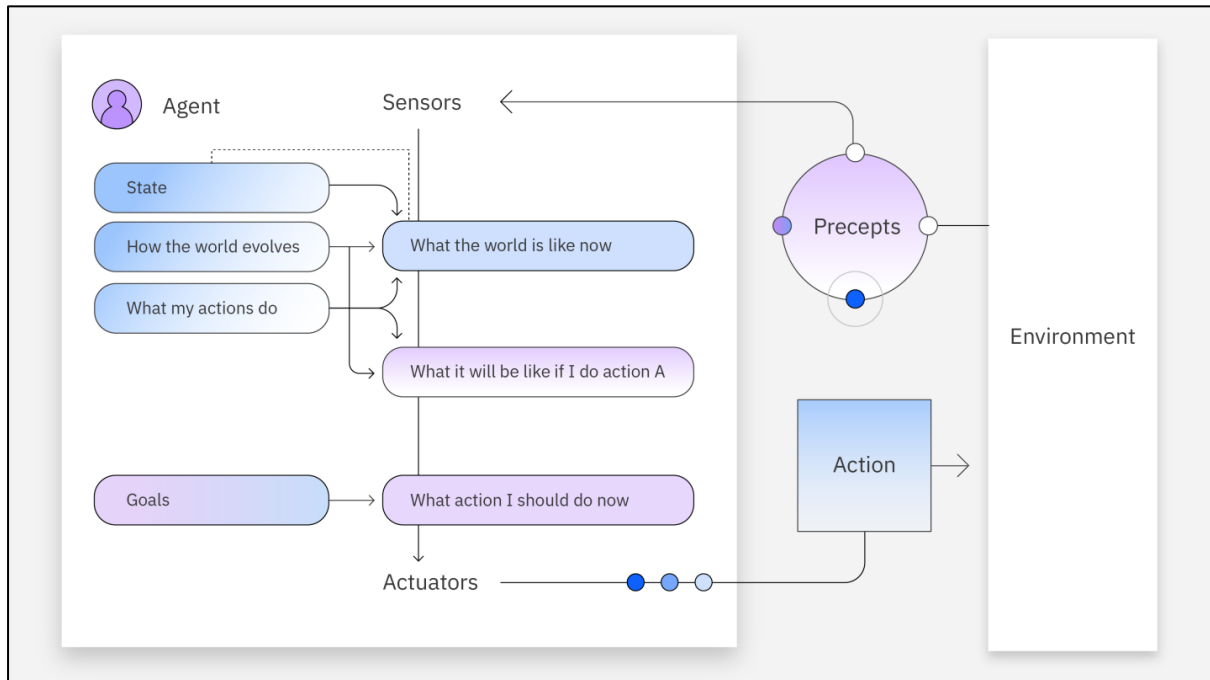 Agent
Sensors
State
How the world evolves
What the world is like now
What my actions do
What it will be like if I do action A
Goals
What action I should do now
Actuators
Precepts
Action
Environment